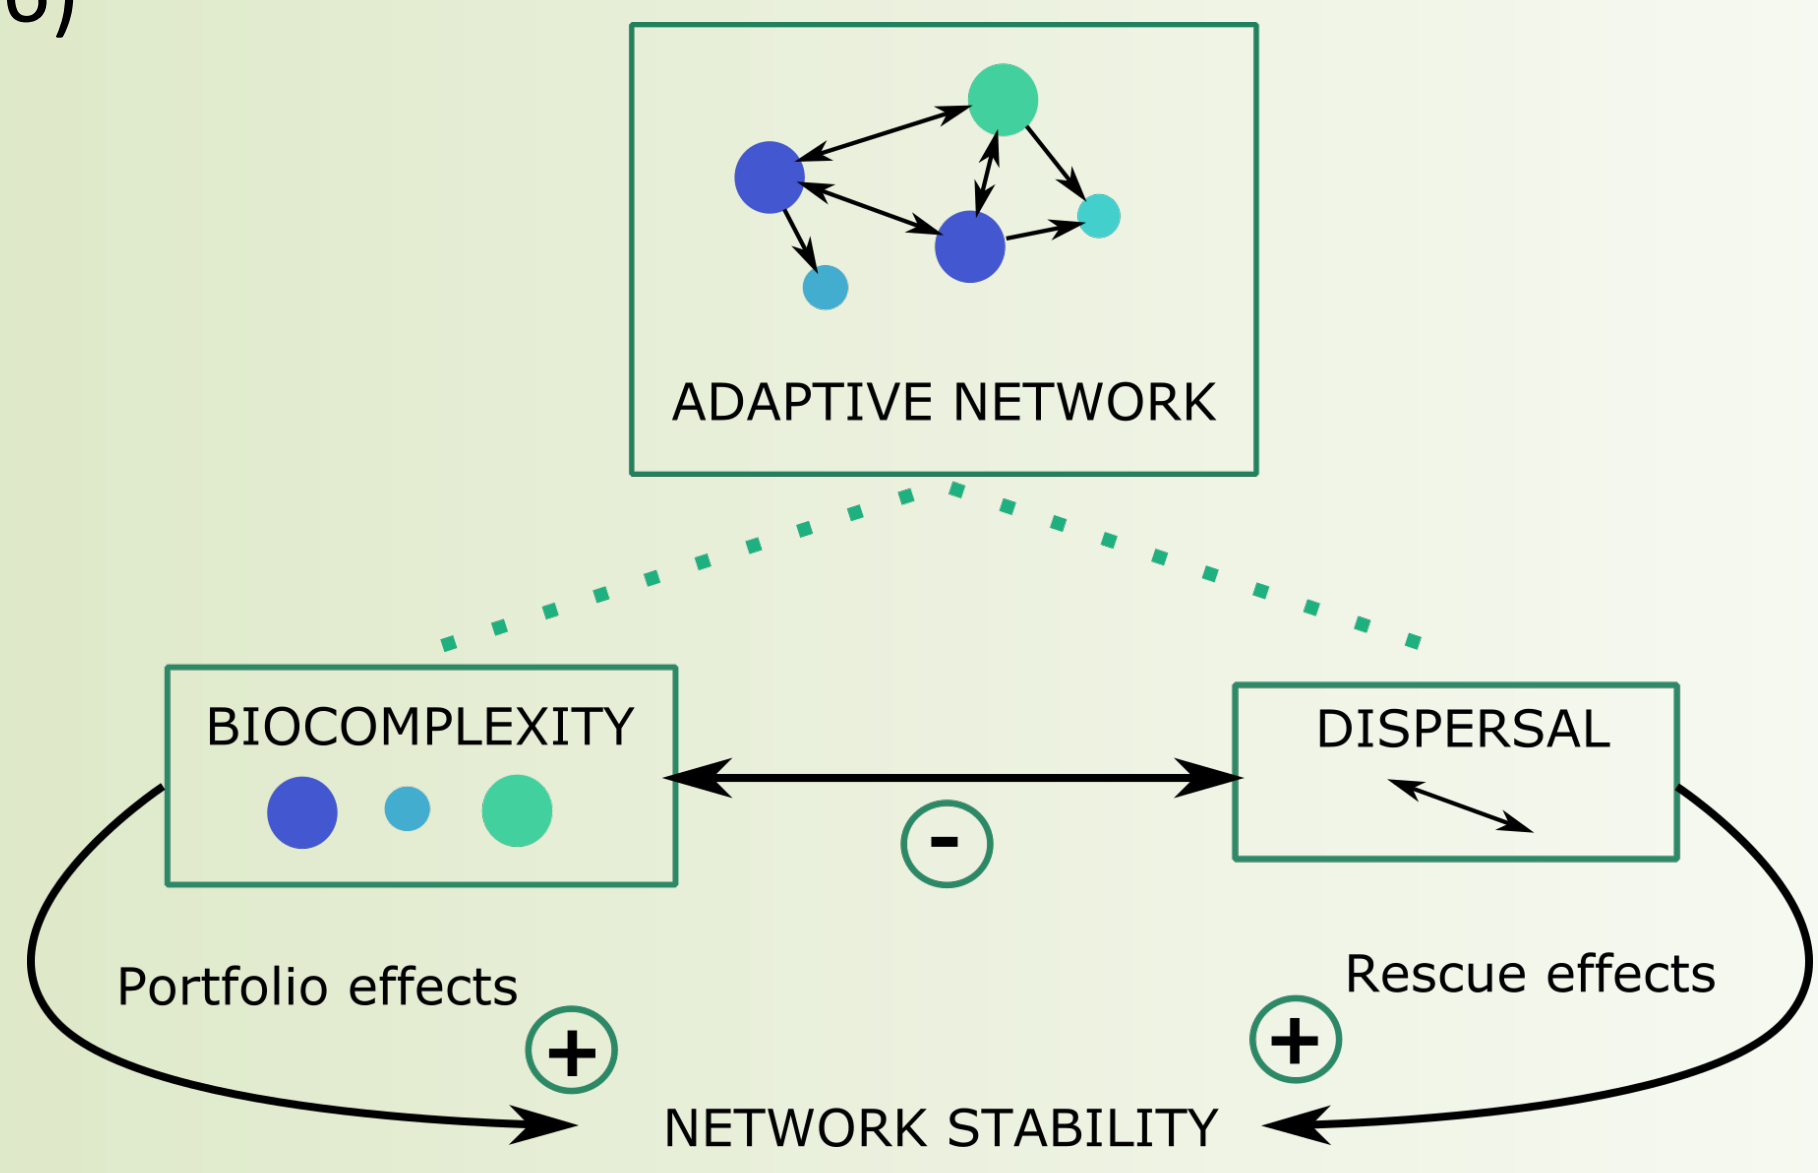 ADAPTIVE NETWORK
BIOCOMPLEXITY
DISPERSAL
-
Portfolio effects
Rescue effects
+
+
NETWORK STABILITY